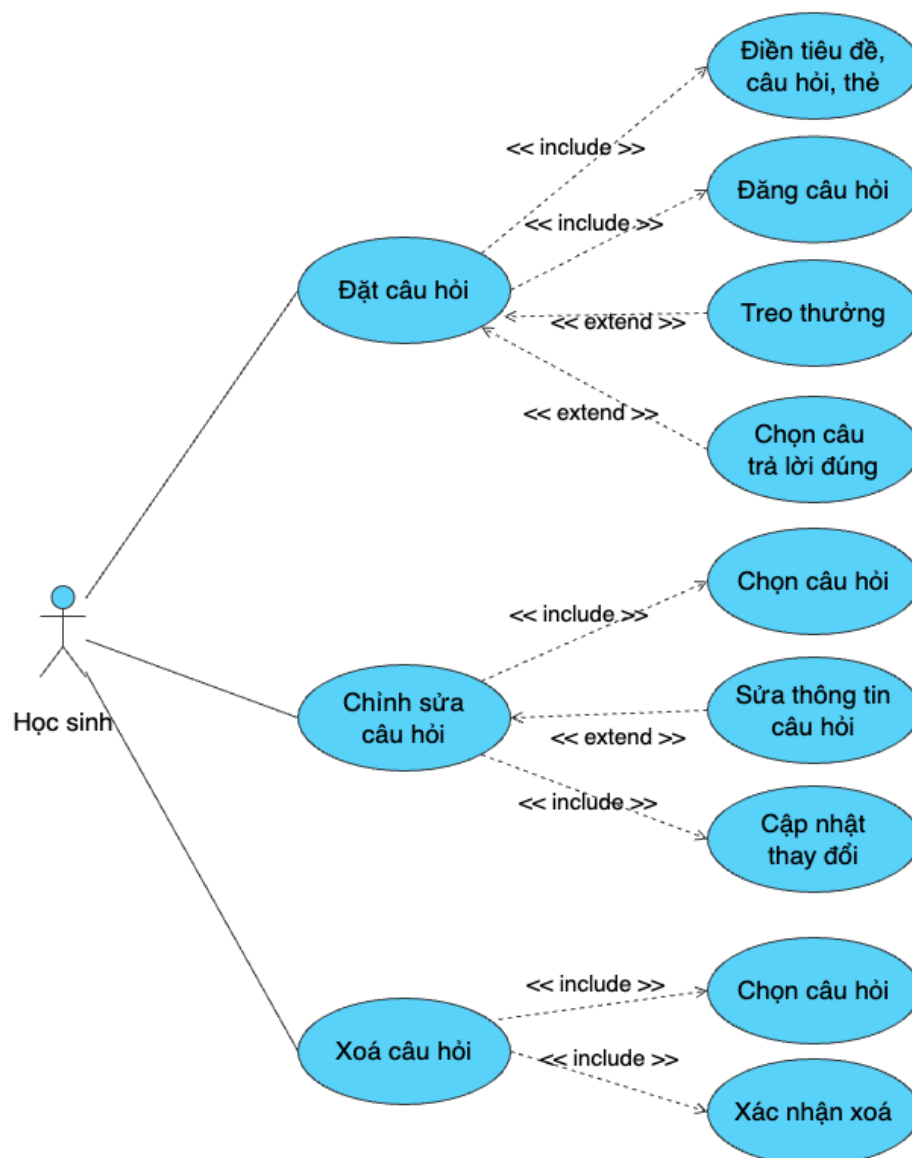 Điền tiêu đề,
câu hỏi, thẻ
<< include >>
Đăng câu hỏi
<< include >>
Đặt câu hỏi
Treo thưởng
<< extend >>
<< extend >>
Chọn câu
trả lời đúng
Chọn câu hỏi
<< include >>
Học sinh
Chỉnh sửa
câu hỏi
Sửa thông tin
câu hỏi
<< extend >>
<< include >>
Cập nhật
thay đổi
<< include >>
Chọn câu hỏi
Xoá câu hỏi
<< include >>
Xác nhận xoá